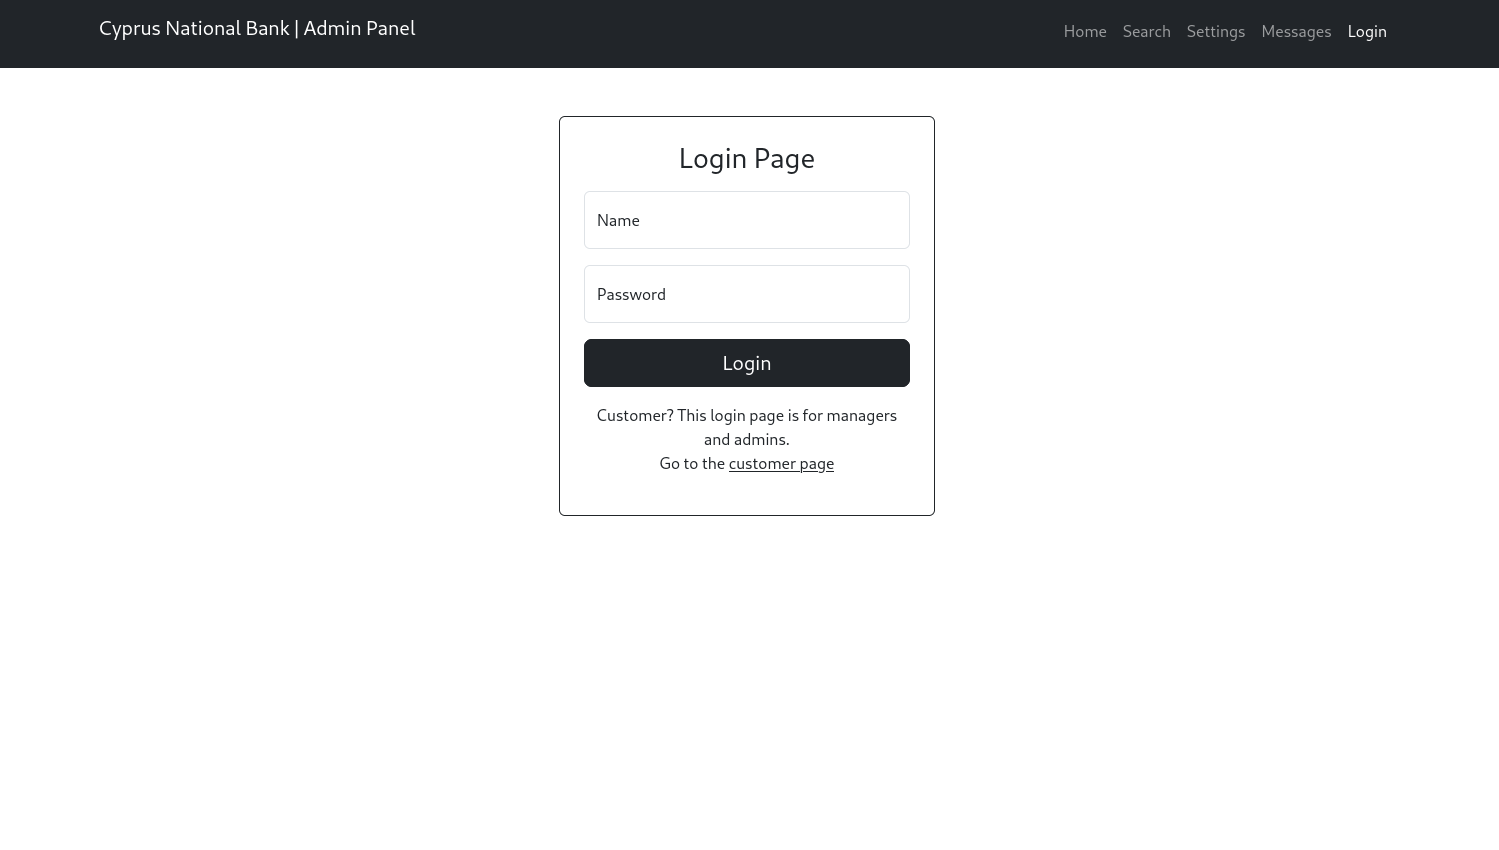 Cyprus National Bank | Admin Panel
Home Search Settings Messages Login
Login Page
Name
Password
Login
Customer? This login page is for managers
and admins.
Go to the customer page